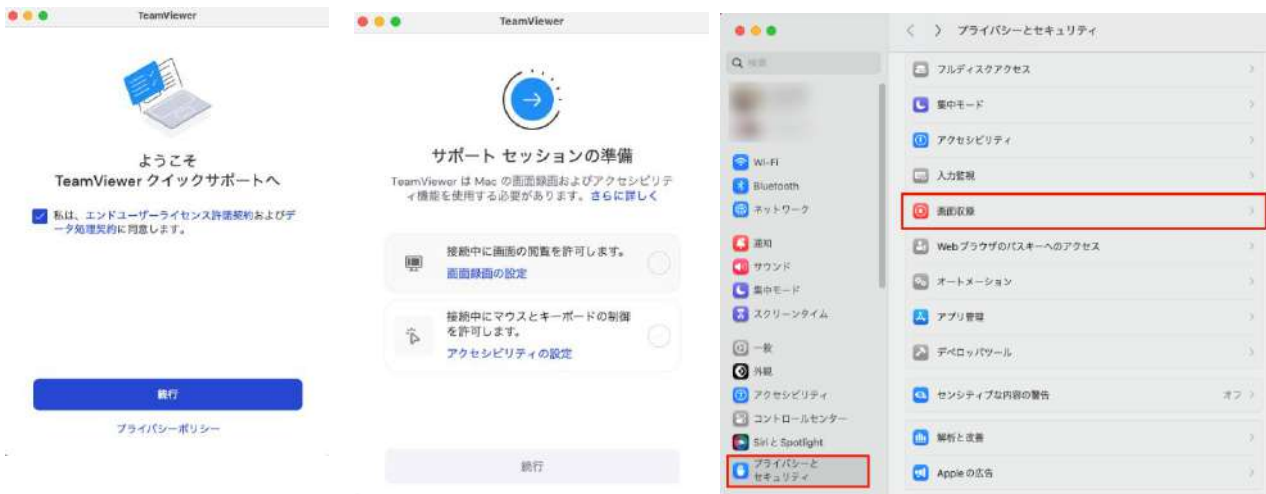 TeamViewer
ようこそ
TeamViewer クイックサポートへ
私は、エンドユーザーライセンス許諾契約およびデ
ータ処理契約に同意します。
続行
プライバシーポリシー
TeamViewer
サポート セッションの準備
TeamViewer は Mac の画面録画およびアクセシビリテ
ィ機能を使用する必要があります。さらに詳しく
接続中に画面の閲覧を許可します。
画面録画の設定
接続中にマウスとキーボードの制御
を許可します。
アクセシビリティの設定
続行
検索
Wi-Fi
Bluetooth
ネットワーク
通知
サウンド
集中モード
スクリーンタイム
一般
外観
アクセシビリティ
コントロールセンター
Siri と Spotlight
プライバシーと
セキュリティ
プライバシーとセキュリティ
フルディスクアクセス
集中モード
アクセシビリティ
入力監視
画面収録
Web ブラウザのパスキーへのアクセス
オートメーション
アプリ管理
デベロッパツール
センシティブな内容の警告 オフ
解析と改善
Apple の広告